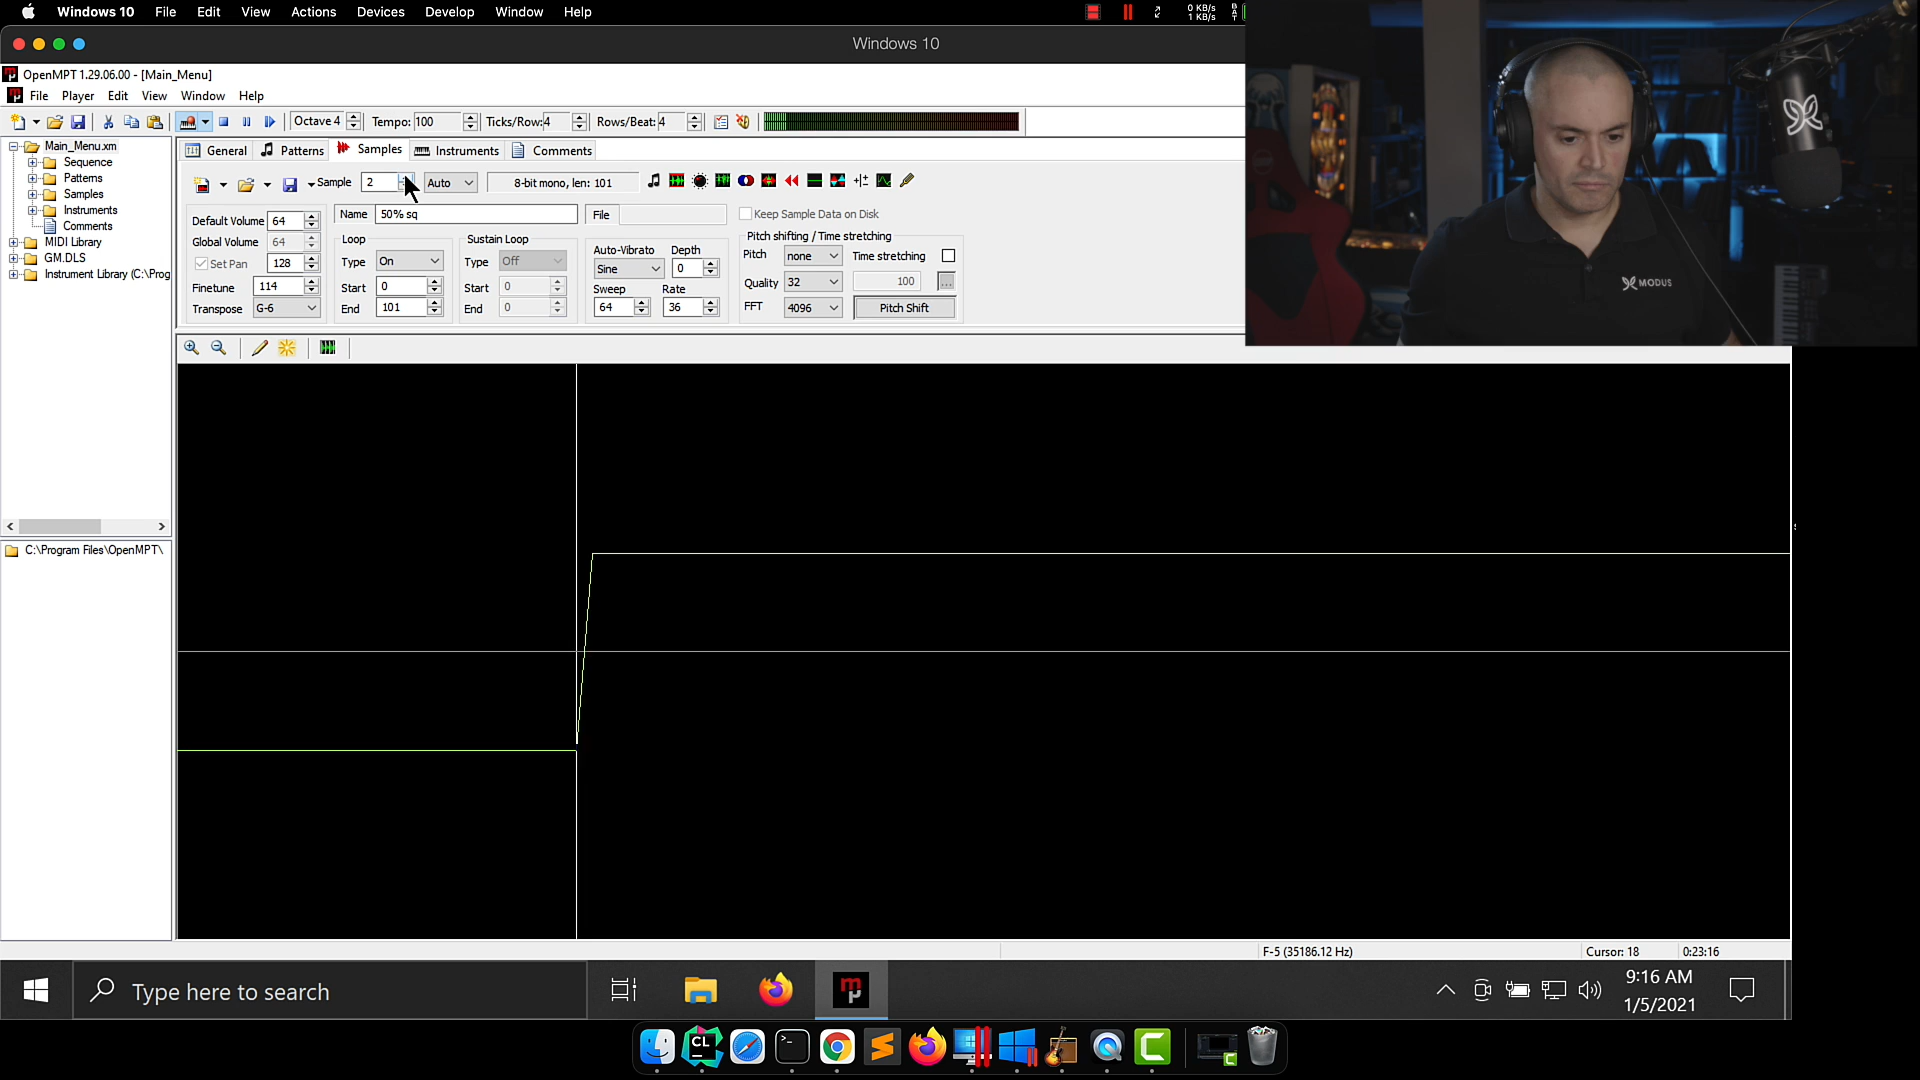 Windows 10 File Edit View Actions Devices Develop Window Help
0 KB/s
1 KB/s
BAT
Windows 10
OpenMPT 1.29.06.00 - [Main_Menu]
File Player Edit View Window Help
Octave 4 Tempo: 100 Ticks/Row: 4 Rows/Beat: 4
Main_Menu.xm
Sequence
Patterns
Samples
Instruments
Comments
MIDI Library
GM.DLS
Instrument Library (C:\Prog
C:\Program Files\OpenMPT\
General Patterns Samples Instruments Comments
Sample 2 Auto 8-bit mono, len: 101
Default Volume 64
Global Volume 64
Set Pan 128
Finetune 114
Transpose G-6
Name 50% sq
File
Keep Sample Data on Disk
Loop
Type On
Start 0
End 101
Sustain Loop
Type Off
Start 0
End 0
Auto-Vibrato Depth
Sine 0
Sweep Rate
64 36
Pitch shifting / Time stretching
Pitch none Time stretching
Quality 32 100 ...
FFT 4096 Pitch Shift
MODUS
F-5 (35186.12 Hz) Cursor: 18 0:23:16
Type here to search
9:16 AM
1/5/2021
CL